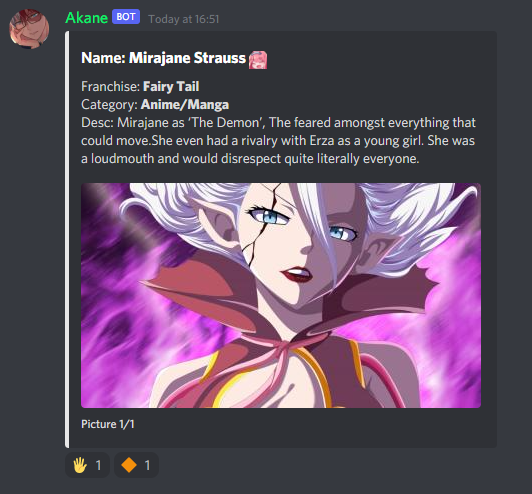 Akane BOT Today at 16:51
Name: Mirajane Strauss
Franchise: Fairy Tail
Category: Anime/Manga
Desc: Mirajane as ‘The Demon’, The feared amongst everything that
could move.She even had a rivalry with Erza as a young girl. She was
a loudmouth and would disrespect quite literally everyone.
Picture 1/1
1 1